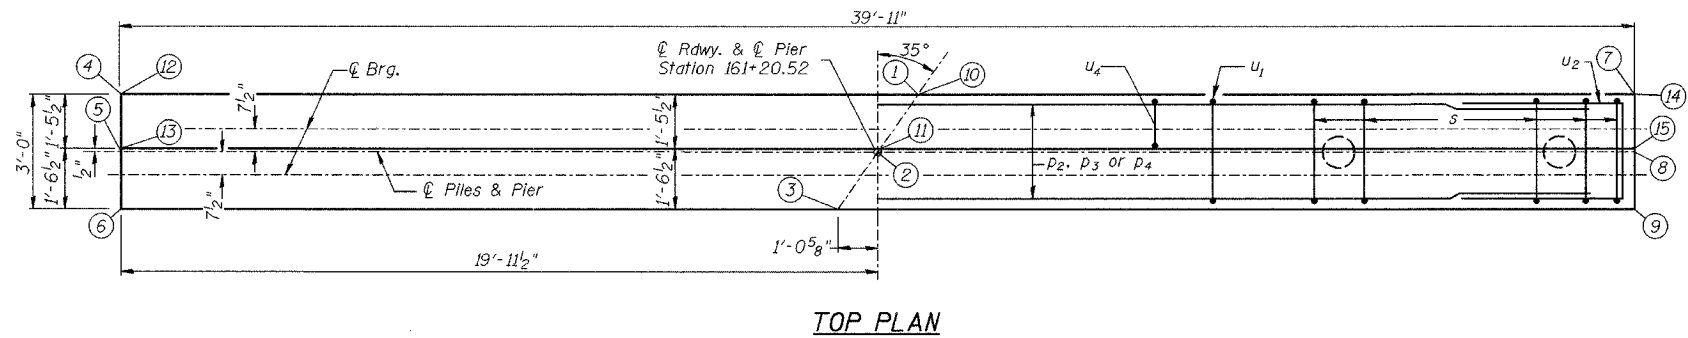 39'-11"
℄ Rdwy. & ℄ Pier
Station 161+20.52
35°
4
12
℄ Brg.
1
10
u4
u1
u2
7
14
7½"
3'-0"
1'-5½"
1'-5½"
5
13
11
s
15
½"
p2, p3 or p4
8
1'-6½"
1'-6½"
2
℄ Piles & Pier
3
7½"
6
9
1'-0⅝"
19'-11½"
TOP PLAN